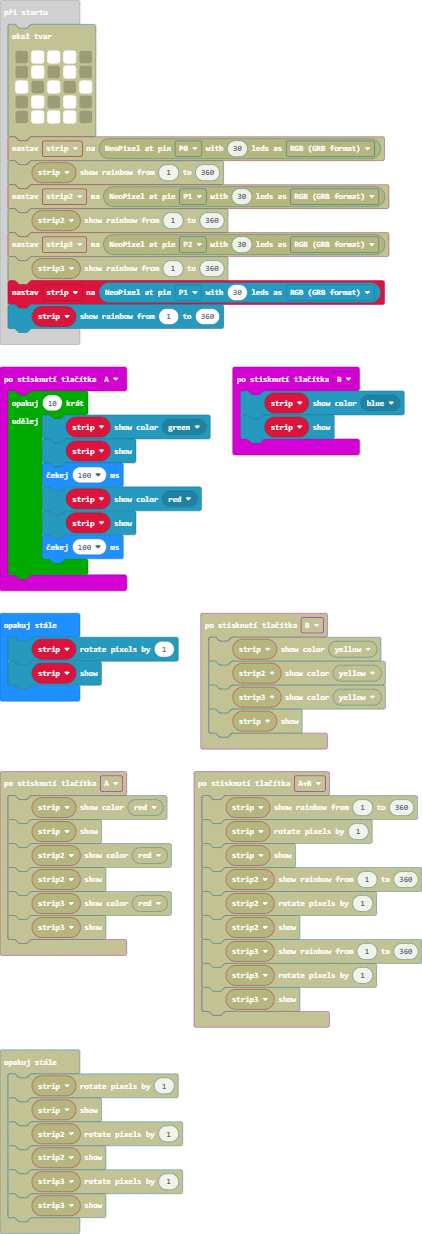 při startu
ukaž tvar
nastav strip na NeoPixel at pin P0 with 30 leds as RGB (GRB format)
strip show rainbow from 1 to 360
nastav strip2 na NeoPixel at pin P1 with 30 leds as RGB (GRB format)
strip2 show rainbow from 1 to 360
nastav strip3 na NeoPixel at pin P2 with 30 leds as RGB (GRB format)
strip3 show rainbow from 1 to 360
nastav strip na NeoPixel at pin P1 with 30 leds as RGB (GRB format)
strip show rainbow from 1 to 360
po stisknutí tlačítka A
opakuj 10 krát
udělej
strip show color green
strip show
čekej 100 ms
strip show color red
strip show
čekej 100 ms
po stisknutí tlačítka B
strip show color blue
strip show
opakuj stále
strip rotate pixels by 1
strip show
po stisknutí tlačítka B
strip show color yellow
strip2 show color yellow
strip3 show color yellow
strip show
po stisknutí tlačítka A
strip show color red
strip show
strip2 show color red
strip2 show
strip3 show color red
strip3 show
po stisknutí tlačítka A+B
strip show rainbow from 1 to 360
strip rotate pixels by 1
strip show
strip2 show rainbow from 1 to 360
strip2 rotate pixels by 1
strip2 show
strip3 show rainbow from 1 to 360
strip3 rotate pixels by 1
strip3 show
opakuj stále
strip rotate pixels by 1
strip show
strip2 rotate pixels by 1
strip2 show
strip3 rotate pixels by 1
strip3 show